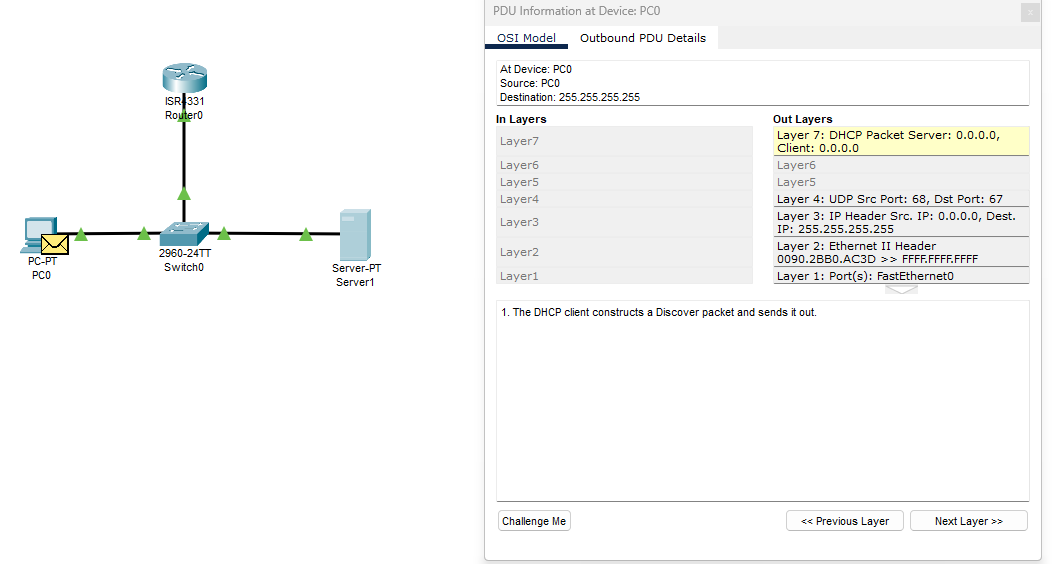 PDU Information at Device: PC0
OSI Model
Outbound PDU Details
At Device: PC0
Source: PC0
Destination: 255.255.255.255
In Layers
Layer7
Layer6
Layer5
Layer4
Layer3
Layer2
Layer1
Out Layers
Layer 7: DHCP Packet Server: 0.0.0.0,
Client: 0.0.0.0
Layer6
Layer5
Layer 4: UDP Src Port: 68, Dst Port: 67
Layer 3: IP Header Src. IP: 0.0.0.0, Dest.
IP: 255.255.255.255
Layer 2: Ethernet II Header
0090.2BB0.AC3D >> FFFF.FFFF.FFFF
Layer 1: Port(s): FastEthernet0
1. The DHCP client constructs a Discover packet and sends it out.
Challenge Me
<< Previous Layer
Next Layer >>
ISR4331
Router0
PC-PT
PC0
2960-24TT
Switch0
Server-PT
Server1